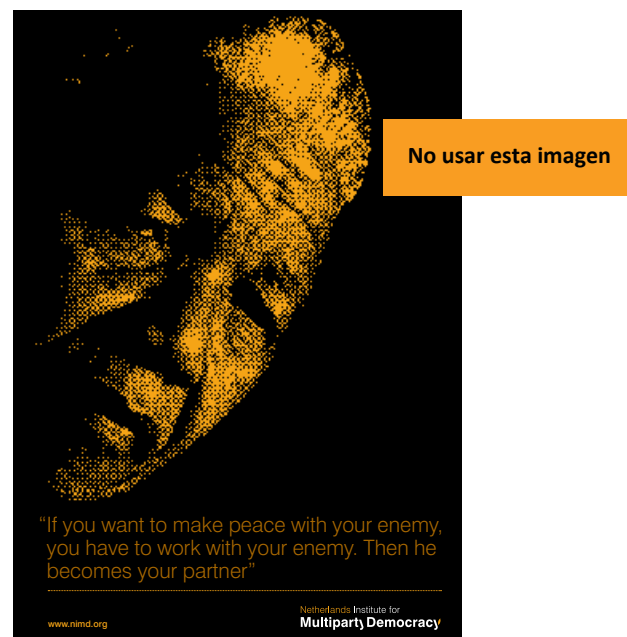 No usar esta imagen
“If you want to make peace with your enemy,
you have to work with your enemy. Then he
becomes your partner”
www.nimd.org
Netherlands Institute for
Multiparty Democracy